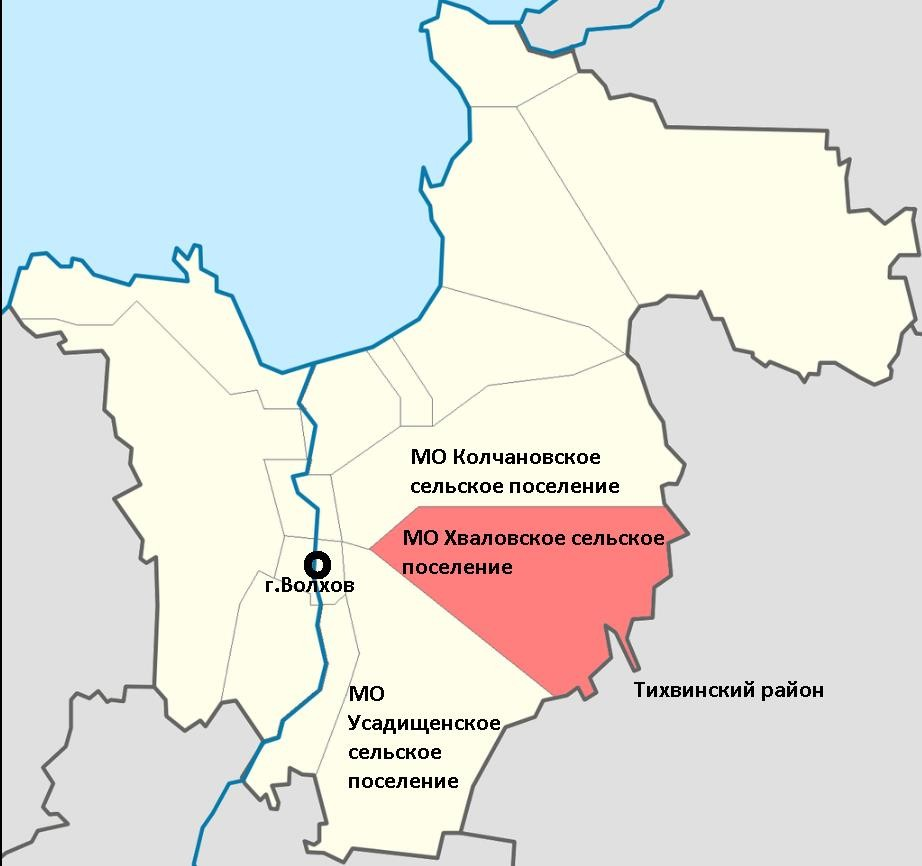 МО Колчановское
сельское поселение
МО Хваловское сельское
поселение
г.Волхов
МО
Усадищенское
сельское
поселение
Тихвинский район